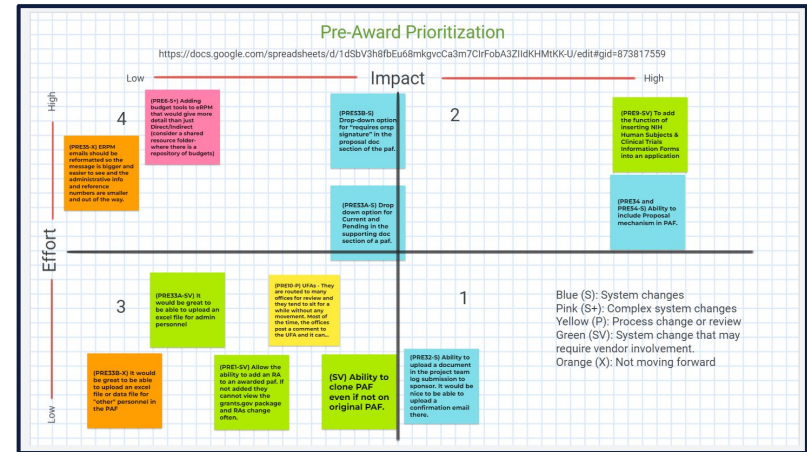 Pre-Award Prioritization
https://docs.google.com/spreadsheets/d/1dSbV3h8fbEu68mkgvcCa3m7CIrFobA3ZIIdKHMtKK-U/edit#gid=873817559
Low
Impact
High
High
4
(PRE6-S+) Adding
budget tools to eRPM
that would give more
detail than just
Direct/Indirect
(consider a shared
resource folder-
where there is a
repository of budgets)
(PRE35-X) ERPM
emails should be
reformatted so the
message is bigger and
easier to see and the
administrative info
and reference
numbers are smaller
and out of the way.
(PRE53B-S)
Drop-down option
for "requires orsp
signature" in the
proposal doc
section of the paf.
(PRE53A-S) Drop
down option for
Current and
Pending in the
supporting doc
section of a paf.
2
(PRE9-SV) To add
the function of
inserting NIH
Human Subjects &
Clinical Trials
Information Forms
into an application
(PRE34 and
PRE54-S) Ability to
include Proposal
mechanism in PAF.
Effort
3
(PRE33A-SV) It
would be great to
be able to upload an
excel file for admin
personnel
(PRE10-P) UFAs - They
are routed to many
offices for review and
they tend to sit for a
while without any
movement. Most of
the time, the offices
post a comment to
the UFA and it can...
(PRE33B-X) It would
be great to be able
to upload an excel
file or data file for
"other" personnel in
the PAF
(PRE1-SV) Allow the
ability to add an RA
to an awarded paf. If
not added they
cannot view the
grants.gov package
and RAs change
often.
(SV) Ability to
clone PAF
even if not on
original PAF.
1
(PRE32-S) Ability to
upload a document
in the project team
log submission to
sponsor. It would be
nice to be able to
upload a
confirmation email
there.
Blue (S): System changes
Pink (S+): Complex system changes
Yellow (P): Process change or review
Green (SV): System change that may
require vendor involvement.
Orange (X): Not moving forward
Low